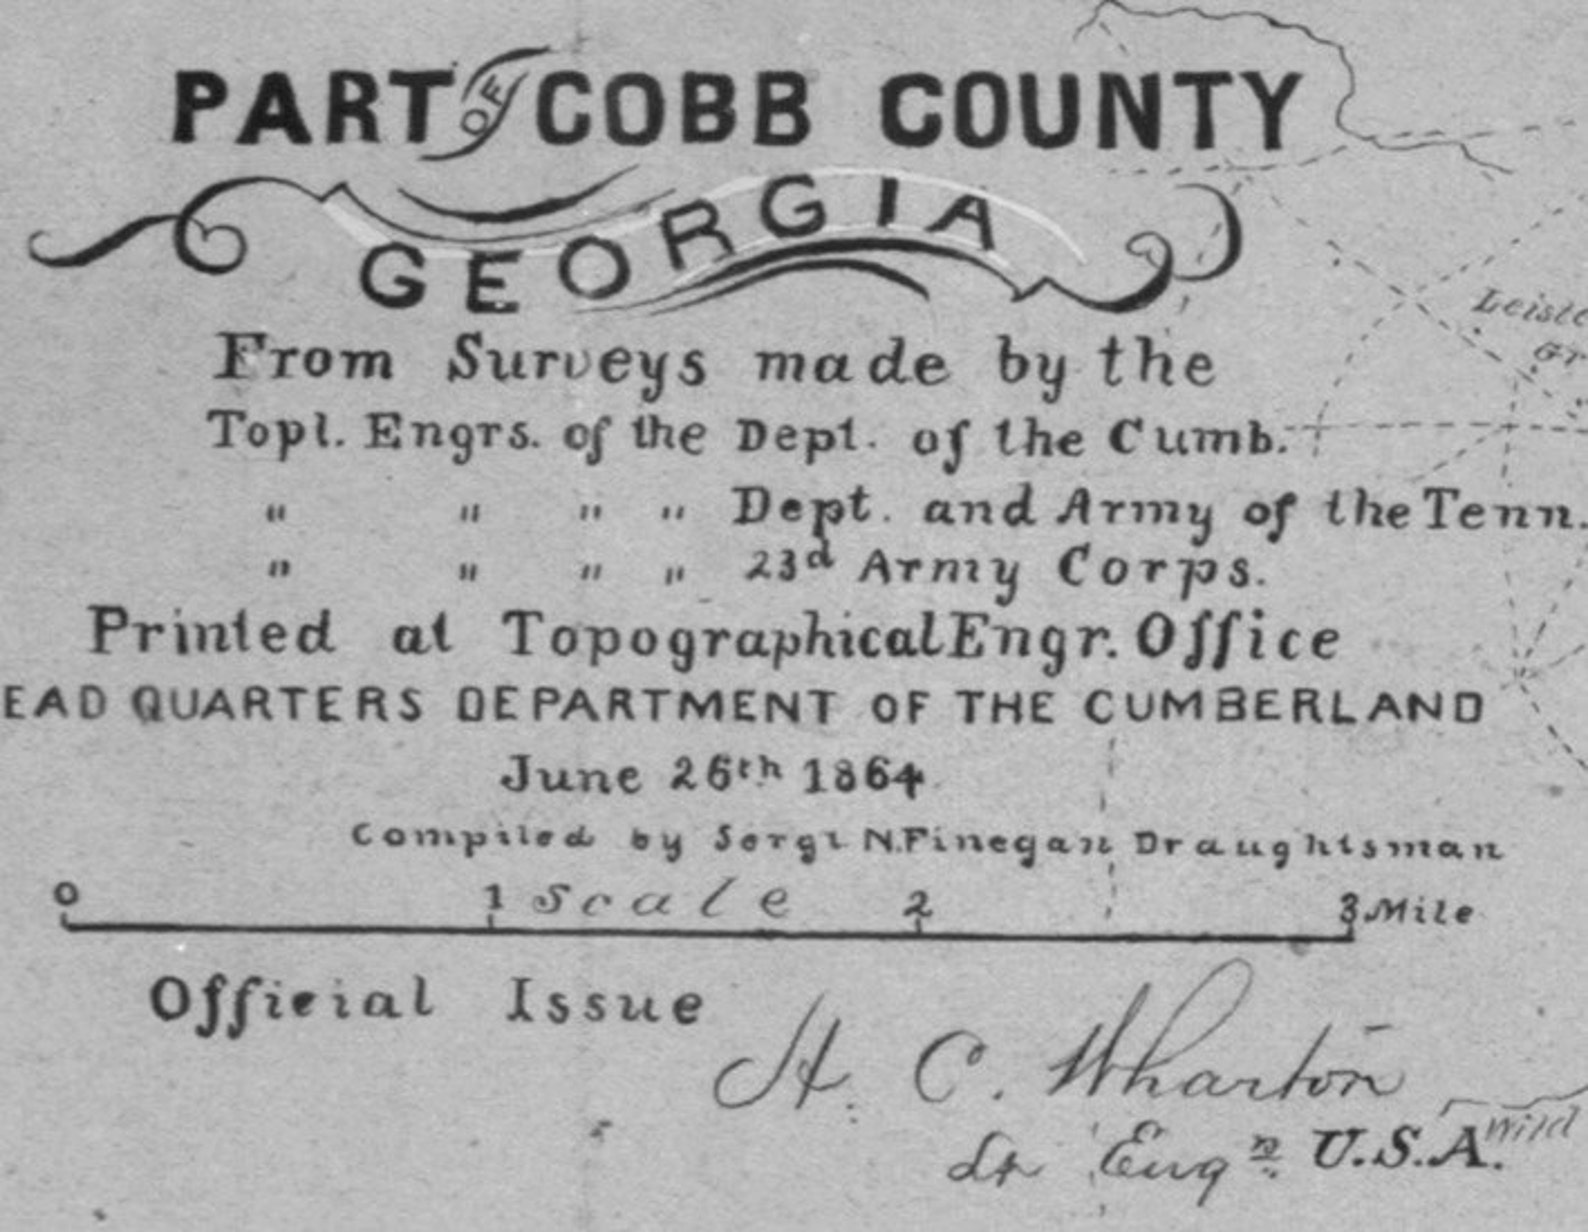 PART OF COBB COUNTY
GEORGIA
From Surveys made by the
Topl. Engrs. of the Dept. of the Cumb.
" " " " Dept. and Army of the Tenn.
" " " " 23d Army Corps.
Printed at Topographical Engr. Office
EAD QUARTERS DEPARTMENT OF THE CUMBERLAND
June 26th 1864
Compiled by Sergt N. Finegan Draughtsman
0 1 Scale 2 3 Mile
Official Issue
H. C. Wharton
Lt Engr U.S.A.
Wild